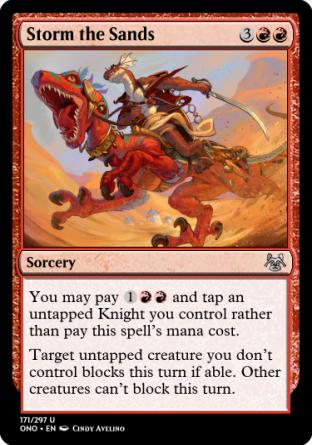 Storm the Sands 3
Sorcery
You may pay 1 and tap an
untapped Knight you control rather
than pay this spell's mana cost.
Target untapped creature you don't
control blocks this turn if able. Other
creatures can't block this turn.
171/297 U
ONO • EN Cindy Avelino